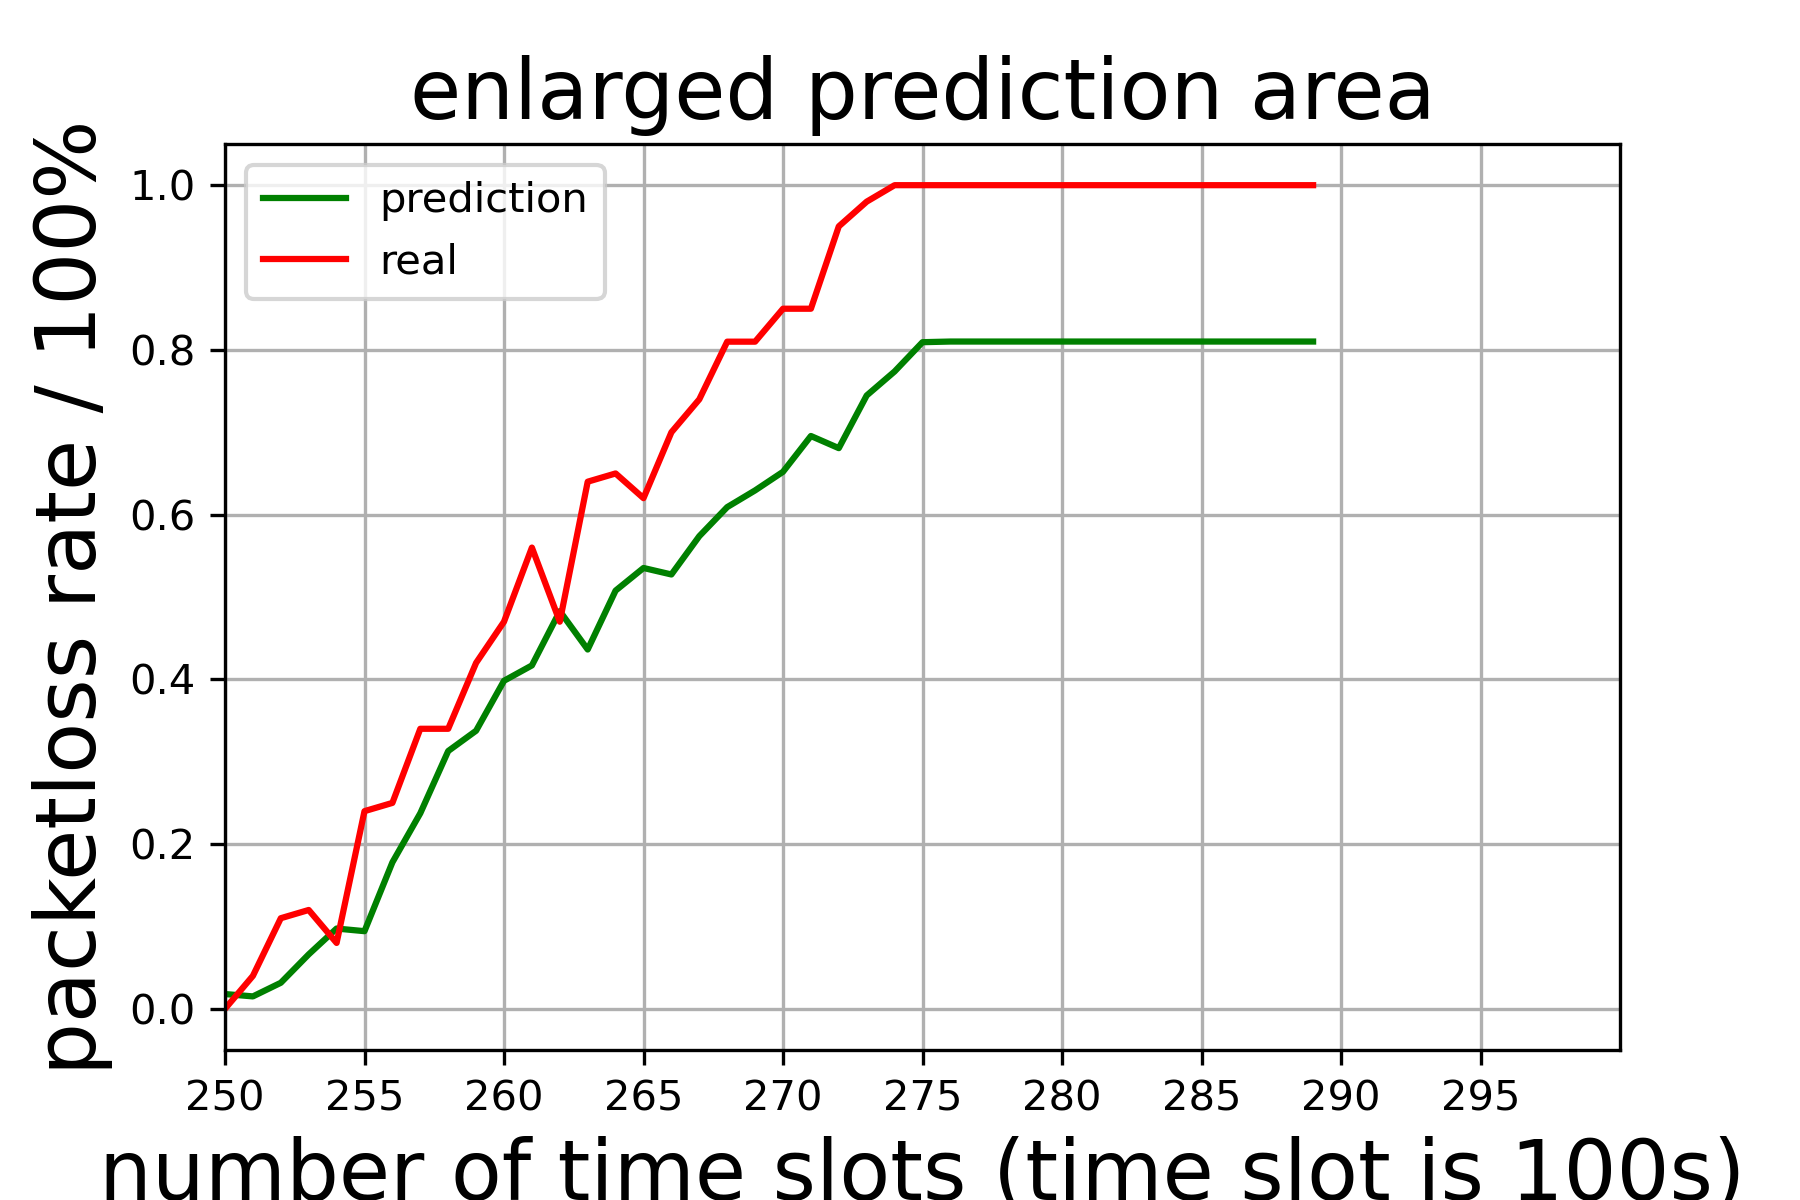 enlarged prediction area
packetloss rate / 100%
1.0
0.8
0.6
0.4
0.2
0.0
prediction
real
250 255 260 265 270 275 280 285 290 295
number of time slots (time slot is 100s)